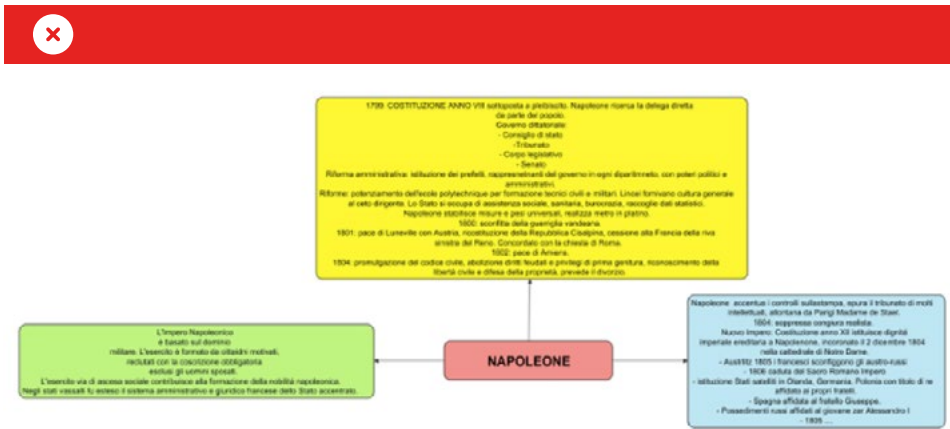 1799: COSTITUZIONE ANNO VIII sottoposta a plebiscito. Napoleone ricerca la delega diretta
da parte del popolo.
Governo dittatoriale:
- Consiglio di stato
-Tribunato
- Corpo legislativo
- Senato
Riforma amministrativa: istituzione dei prefetti, rappresnetnanti del governo in ogni dipartimneto, con poteri politici e
amministrativi.
Riforme: potenziamento dell'ecole polytechnique per formazione tecnici civili e militari. Lincei fornivano cultura generale
al ceto dirigente. Lo Stato si occupa di assistenza sociale, sanitaria, burocrazia, raccoglie dati statistici.
Napoleone stabilisce misure e pesi universali, realizza metro in platino.
1800: sconfitta della guerriglia vandeana.
1801: pace di Luneville con Austria, ricostituzione della Repubblica Cisalpina, cessione alla Francia della riva
sinistra del Reno. Concordato con la chiesta di Roma.
1802: pace di Amiens.
1804: promulgazione del codice civile, abolizione diritti feudali e privilegi di prima genitura, riconoscimento della
libertà civile e difesa della proprietà, prevede il divorzio.
L'impero Napoleonico
è basato sul dominio
militare. L'esercito è formato da cittadini motivati,
reclutati con la coscrizione obbligatoria
esclusi gli uomini sposati.
L'esercito via di ascesa sociale contribuisce alla formazione della nobiltà napoleonica.
Negli stati vassalli fu esteso il sistema amministrativo e giuridico francese dello Stato accentrato.
NAPOLEONE
Napoleone accentua i controlli sullastampa, epura il tribunato di molti
intellettuali, allontana da Parigi Madame de Stael.
1804: soppressa congiura realista.
Nuovo Impero: Costituzione anno XII istituisce dignità
imperiale ereditaria a Napolenone, incoronato il 2 dicembre 1804
nella cattedrale di Notre Dame.
- Austilitz 1805 i francesci sconfiggono gli austro-russi
- 1806 caduta del Sacro Romano Impero
- istituzione Stati satelliti in Olanda, Germania, Polonia con titolo di re
affidata ai propri fratelli.
- Spagna affidata al fratello Giuseppe.
- Possedimenti russi affidati al giovane zar Alessandro I
- 1805 ....